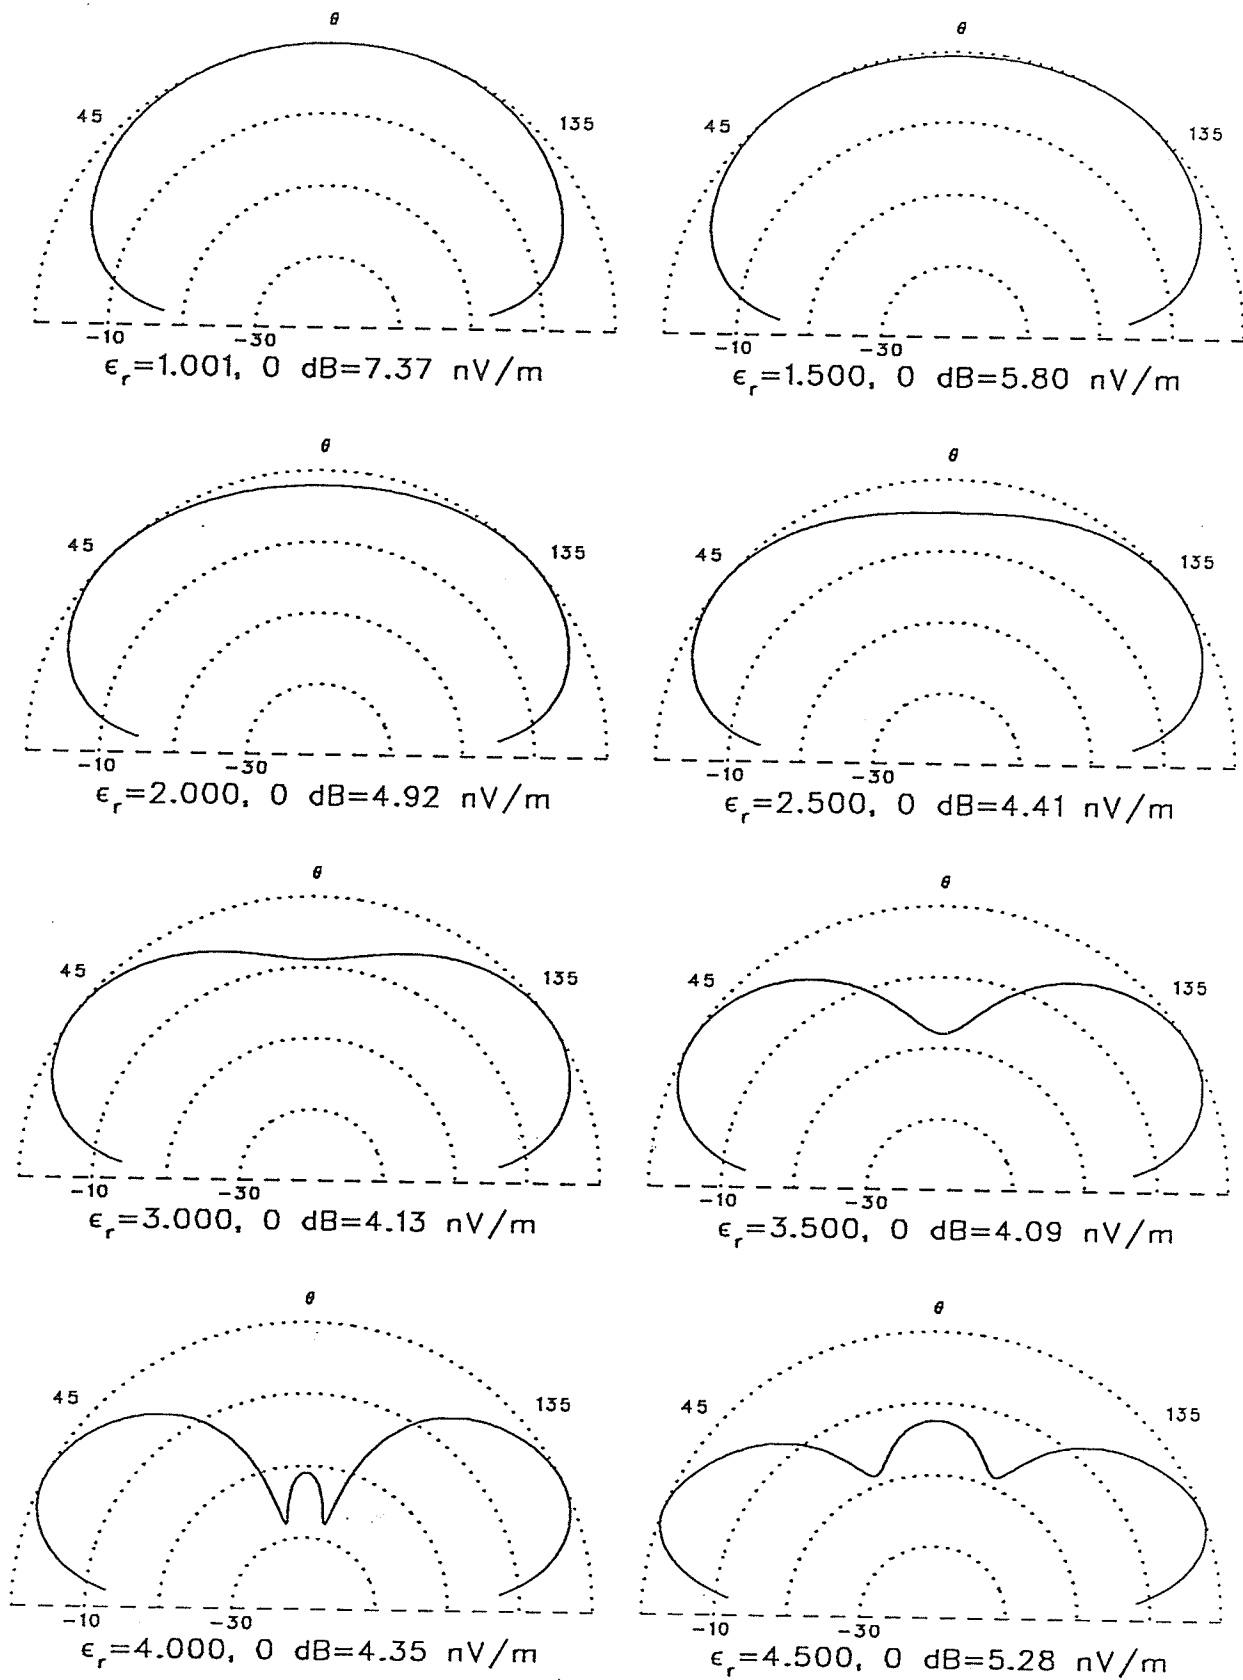 θ
45 135
-10 -30
ϵ_r=1.001, 0 dB=7.37 nV/m
θ
45 135
-10 -30
ϵ_r=1.500, 0 dB=5.80 nV/m
θ
45 135
-10 -30
ϵ_r=2.000, 0 dB=4.92 nV/m
θ
45 135
-10 -30
ϵ_r=2.500, 0 dB=4.41 nV/m
θ
45 135
-10 -30
ϵ_r=3.000, 0 dB=4.13 nV/m
θ
45 135
-10 -30
ϵ_r=3.500, 0 dB=4.09 nV/m
θ
45 135
-10 -30
ϵ_r=4.000, 0 dB=4.35 nV/m
θ
45 135
-10 -30
ϵ_r=4.500, 0 dB=5.28 nV/m